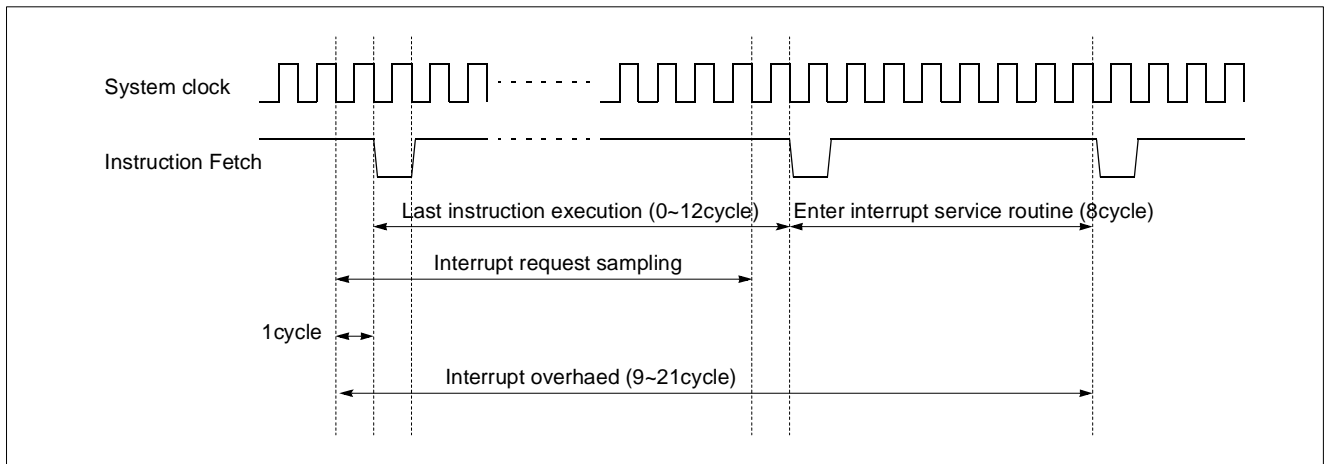 System clock
Instruction Fetch
Last instruction execution (0~12cycle)
Enter interrupt service routine (8cycle)
Interrupt request sampling
1cycle
Interrupt overhaed (9~21cycle)